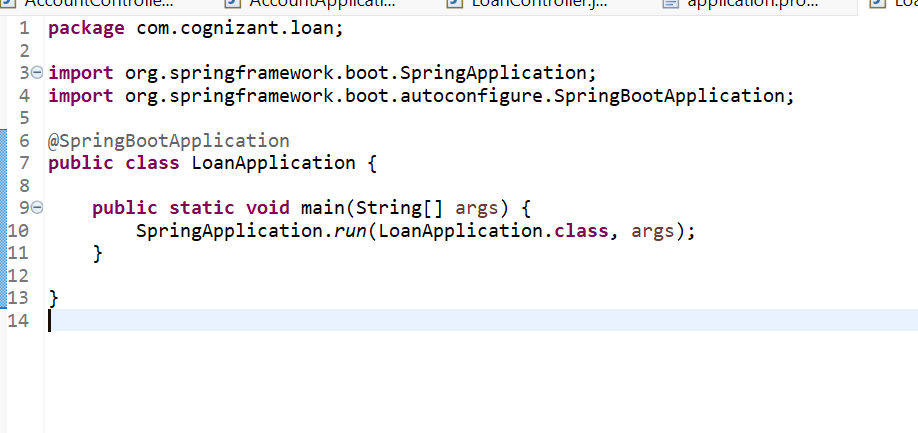 AccountControlle... AccountApplicati... LoanController.j... application.pro...
1 package com.cognizant.loan;
2
3 import org.springframework.boot.SpringApplication;
4 import org.springframework.boot.autoconfigure.SpringBootApplication;
5
6 @SpringBootApplication
7 public class LoanApplication {
8
9 public static void main(String[] args) {
10 SpringApplication.run(LoanApplication.class, args);
11 }
12
13 }
14